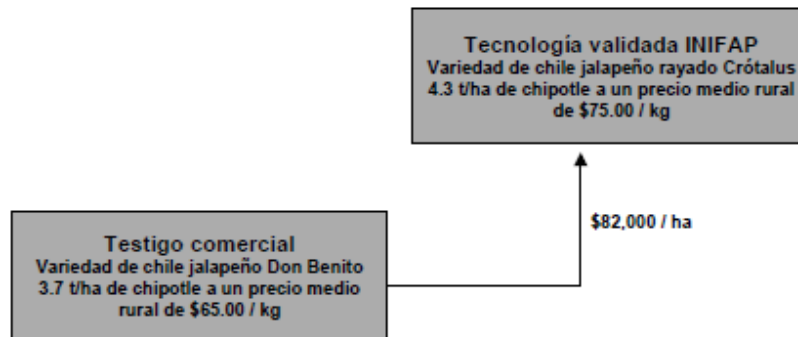 Tecnología validada INIFAP
Variedad de chile jalapeño rayado Crótalus
4.3 t/ha de chipotle a un precio medio rural
de $75.00 / kg
$82,000 / ha
Testigo comercial
Variedad de chile jalapeño Don Benito
3.7 t/ha de chipotle a un precio medio
rural de $65.00 / kg